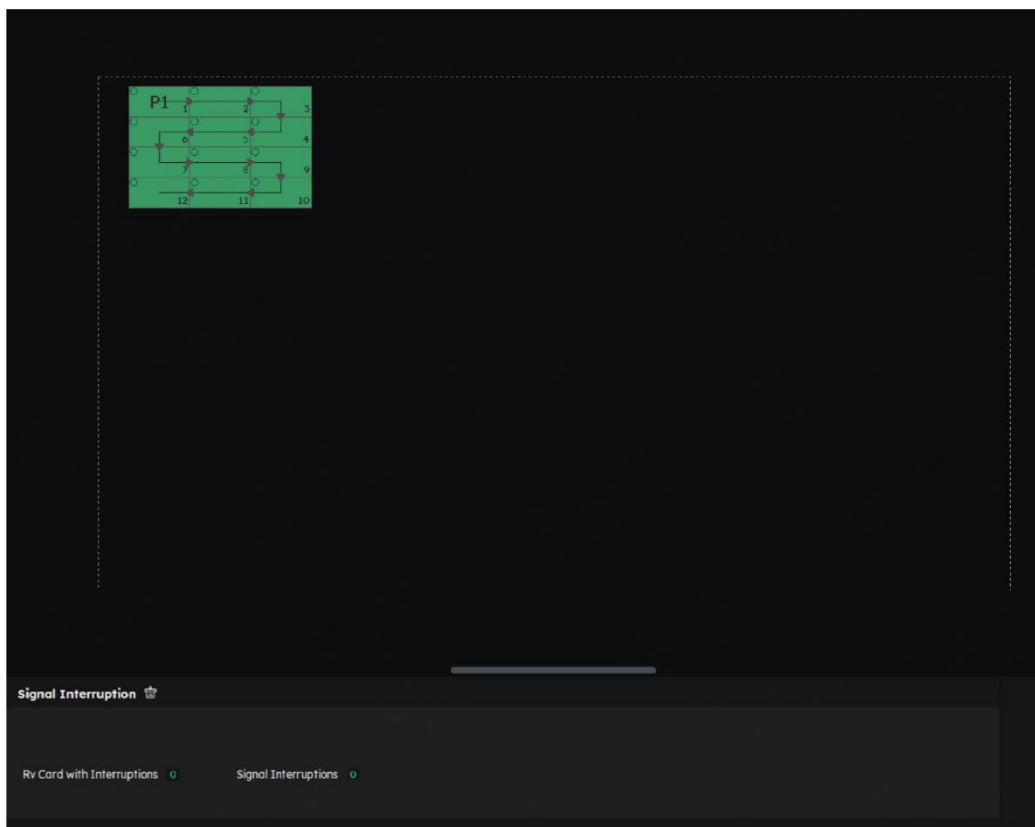 P1 1 2 3
6 5 4
7 8 9
12 11 10
Signal Interruption
Rv Card with Interruptions 0 Signal Interruptions 0